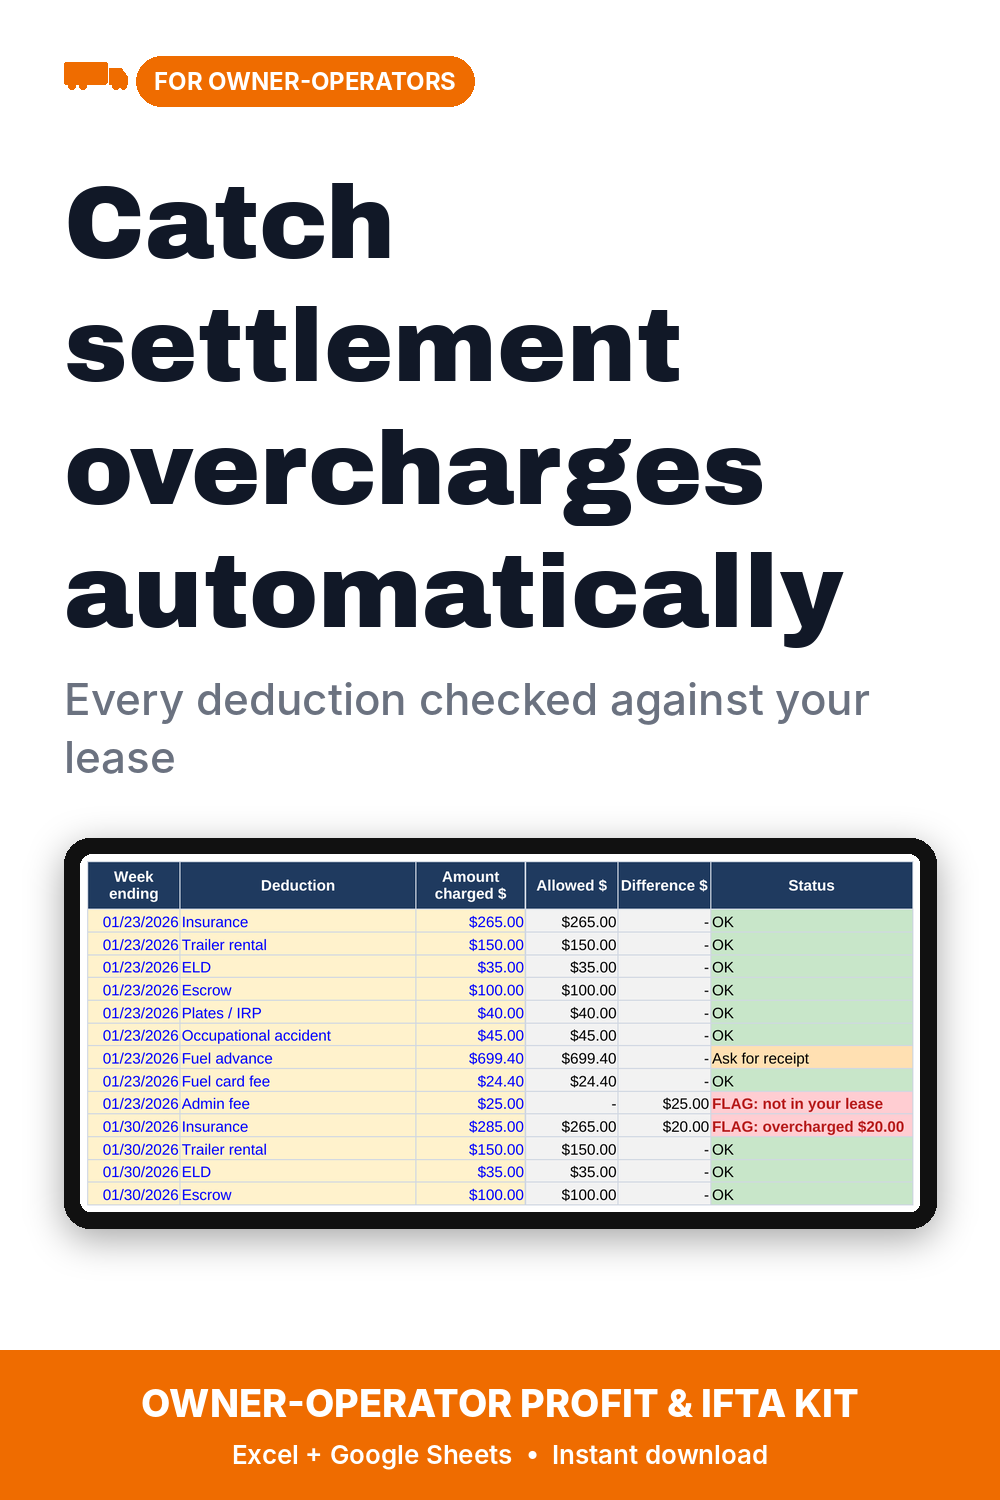 FOR OWNER-OPERATORS
Catch
settlement
overcharges
automatically
Every deduction checked against your
lease
Week ending Deduction Amount charged $ Allowed $ Difference $ Status
01/23/2026 Insurance $265.00 $265.00 - OK
01/23/2026 Trailer rental $150.00 $150.00 - OK
01/23/2026 ELD $35.00 $35.00 - OK
01/23/2026 Escrow $100.00 $100.00 - OK
01/23/2026 Plates / IRP $40.00 $40.00 - OK
01/23/2026 Occupational accident $45.00 $45.00 - OK
01/23/2026 Fuel advance $699.40 $699.40 - Ask for receipt
01/23/2026 Fuel card fee $24.40 $24.40 - OK
01/23/2026 Admin fee $25.00 - $25.00 FLAG: not in your lease
01/30/2026 Insurance $285.00 $265.00 $20.00 FLAG: overcharged $20.00
01/30/2026 Trailer rental $150.00 $150.00 - OK
01/30/2026 ELD $35.00 $35.00 - OK
01/30/2026 Escrow $100.00 $100.00 - OK
OWNER-OPERATOR PROFIT & IFTA KIT
Excel + Google Sheets • Instant download